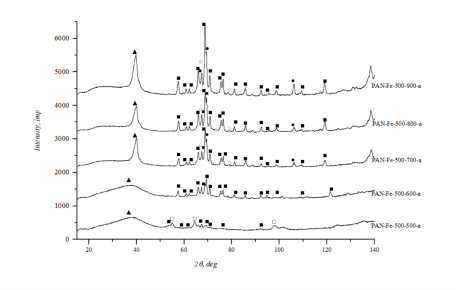 6000
5000
4000
3000
2000
1000
0
Intensity, imp
PAN-Fe-500-900-a
PAN-Fe-500-800-a
PAN-Fe-500-700-a
PAN-Fe-500-600-a
PAN-Fe-500-500-a
20 40 60 80 100 120 140
2θ, deg